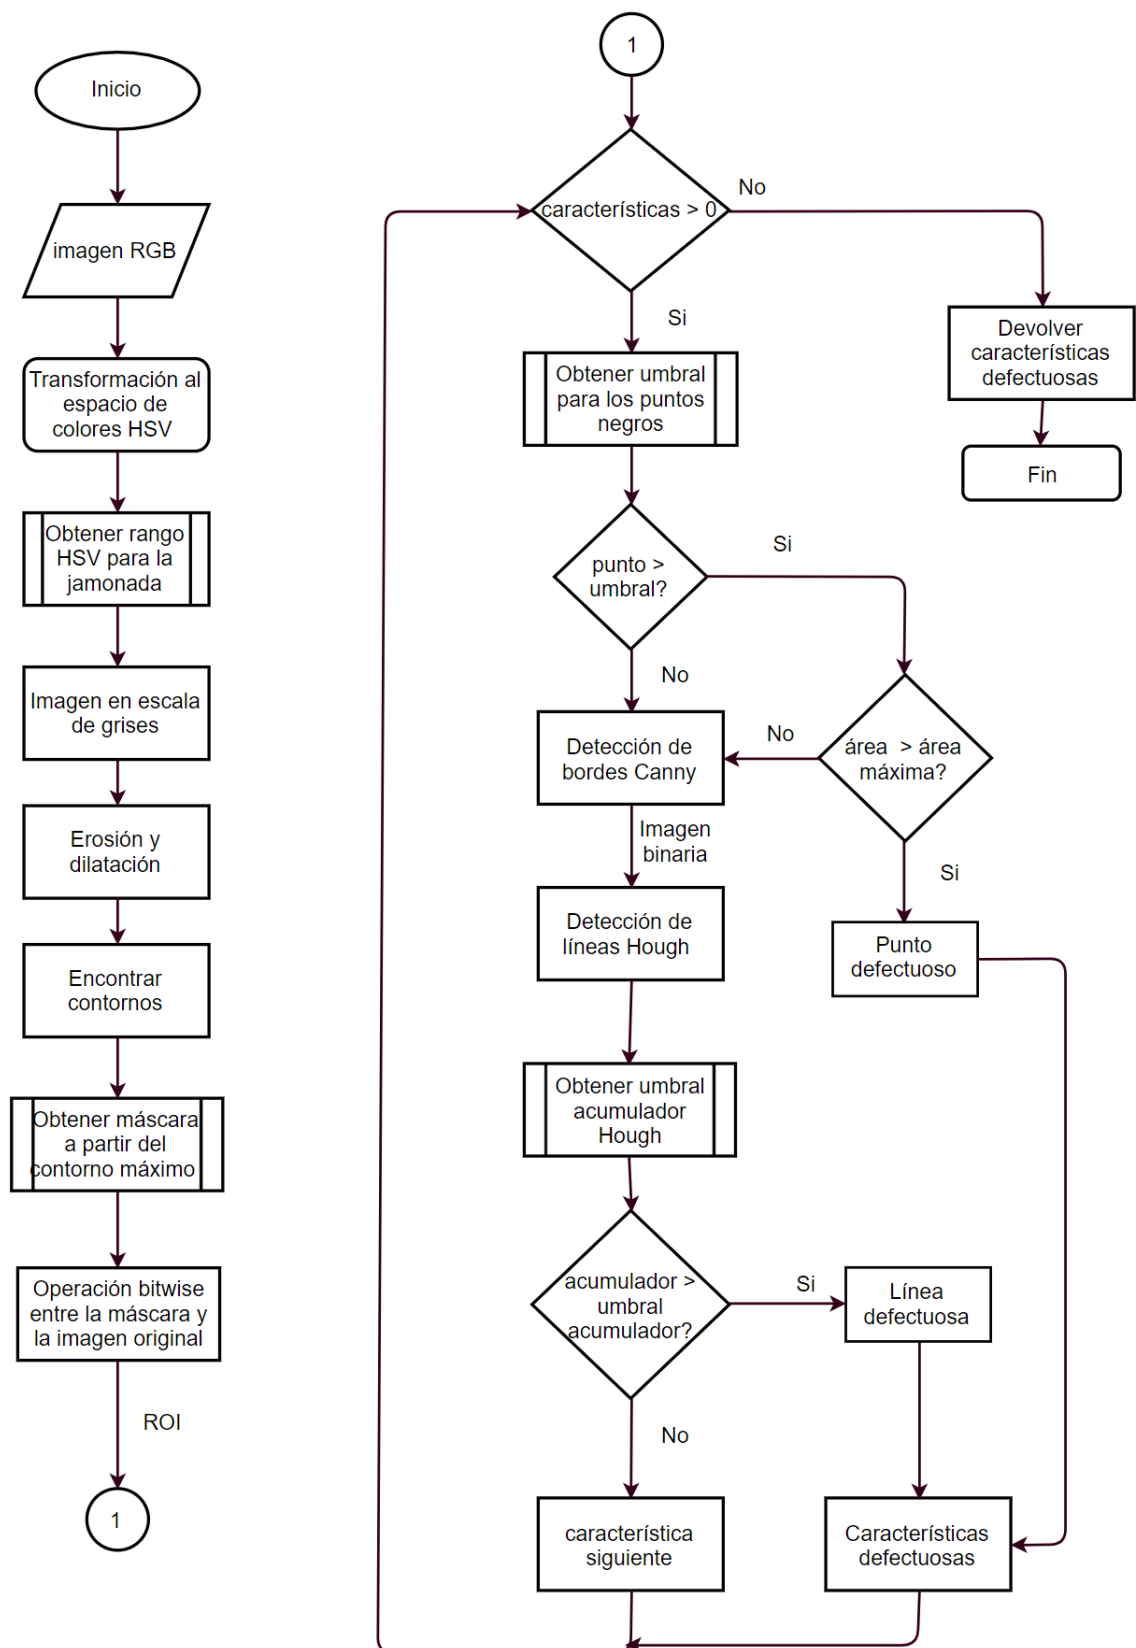 Inicio
imagen RGB
Transformación al
espacio de
colores HSV
Obtener rango
HSV para la
jamonada
Imagen en escala
de grises
Erosión y
dilatación
Encontrar
contornos
Obtener máscara
a partir del
contorno máximo
Operación bitwise
entre la máscara y
la imagen original
ROI
1
1
características > 0
No
Si
Devolver
características
defectuosas
Fin
Obtener umbral
para los puntos
negros
punto >
umbral?
Si
No
área > área
máxima?
No
Si
Detección de
bordes Canny
Imagen
binaria
Punto
defectuoso
Detección de
líneas Hough
Obtener umbral
acumulador
Hough
acumulador >
umbral
acumulador?
Si
Línea
defectuosa
No
característica
siguiente
Características
defectuosas